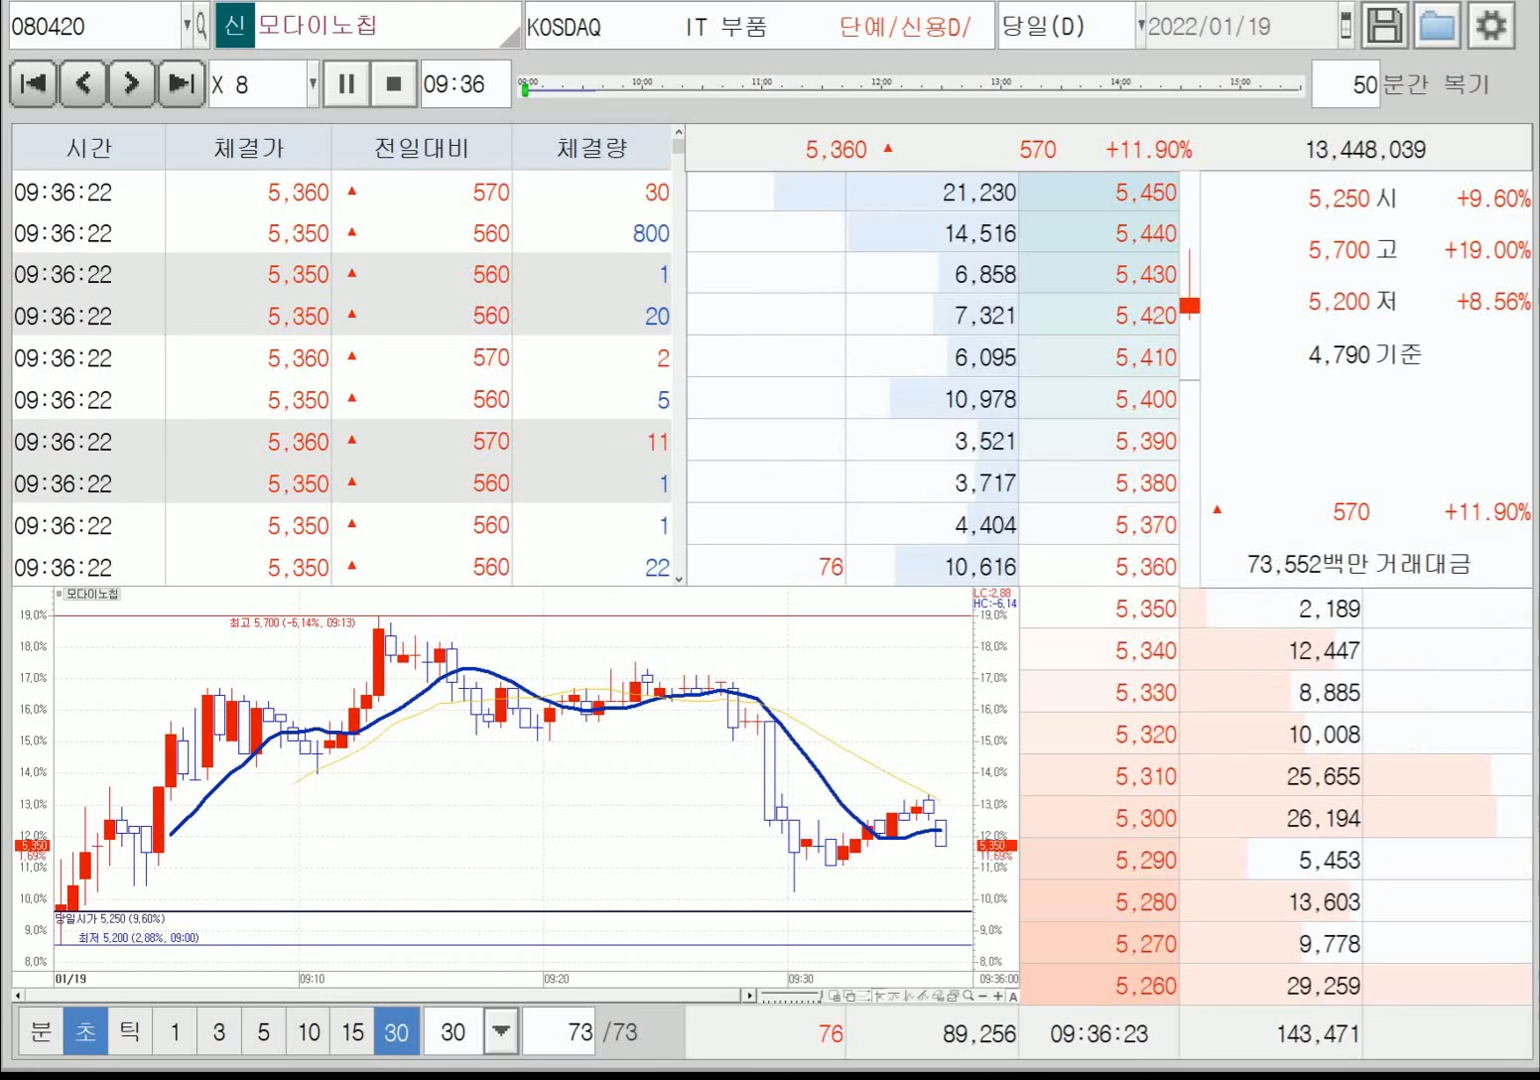 080420 신 모다이노칩 KOSDAQ IT 부품 단예/신용D/ 당일(D) 2022/01/19
X 8 09:36 09:00 10:00 11:00 12:00 13:00 14:00 15:00 50 분간 복기
시간 체결가 전일대비 체결량 5,360 ▲ 570 +11.90% 13,448,039
09:36:22 5,360 ▲ 570 30 21,230 5,450 5,250 시 +9.60%
09:36:22 5,350 ▲ 560 800 14,516 5,440 5,700 고 +19.00%
09:36:22 5,350 ▲ 560 1 6,858 5,430
09:36:22 5,350 ▲ 560 20 7,321 5,420 5,200 저 +8.56%
09:36:22 5,360 ▲ 570 2 6,095 5,410 4,790 기준
09:36:22 5,350 ▲ 560 5 10,978 5,400
09:36:22 5,360 ▲ 570 11 3,521 5,390
09:36:22 5,350 ▲ 560 1 3,717 5,380
09:36:22 5,350 ▲ 560 1 4,404 5,370 ▲ 570 +11.90%
09:36:22 5,350 ▲ 560 22 76 10,616 5,360 73,552백만 거래대금
모다이노칩 LC:2,88
HC:-6,14
최고 5,700 (-6,14%, 09:13)
19,0% 19,0%
18,0% 18,0%
17,0% 17,0%
16,0% 16,0%
15,0% 15,0%
14,0% 14,0%
13,0% 13,0%
12,0% 12,0%
5,350 5,350
11,69% 11,69%
11,0% 11,0%
10,0% 10,0%
당일시가 5,250 (9,60%)
9,0% 9,0%
최저 5,200 (2,88%, 09:00)
8,0% 8,0%
01/19 09:10 09:20 09:30 09:36:00
5,350 2,189
5,340 12,447
5,330 8,885
5,320 10,008
5,310 25,655
5,300 26,194
5,290 5,453
5,280 13,603
5,270 9,778
5,260 29,259
A
분 초 틱 1 3 5 10 15 30 30 73 /73 76 89,256 09:36:23 143,471